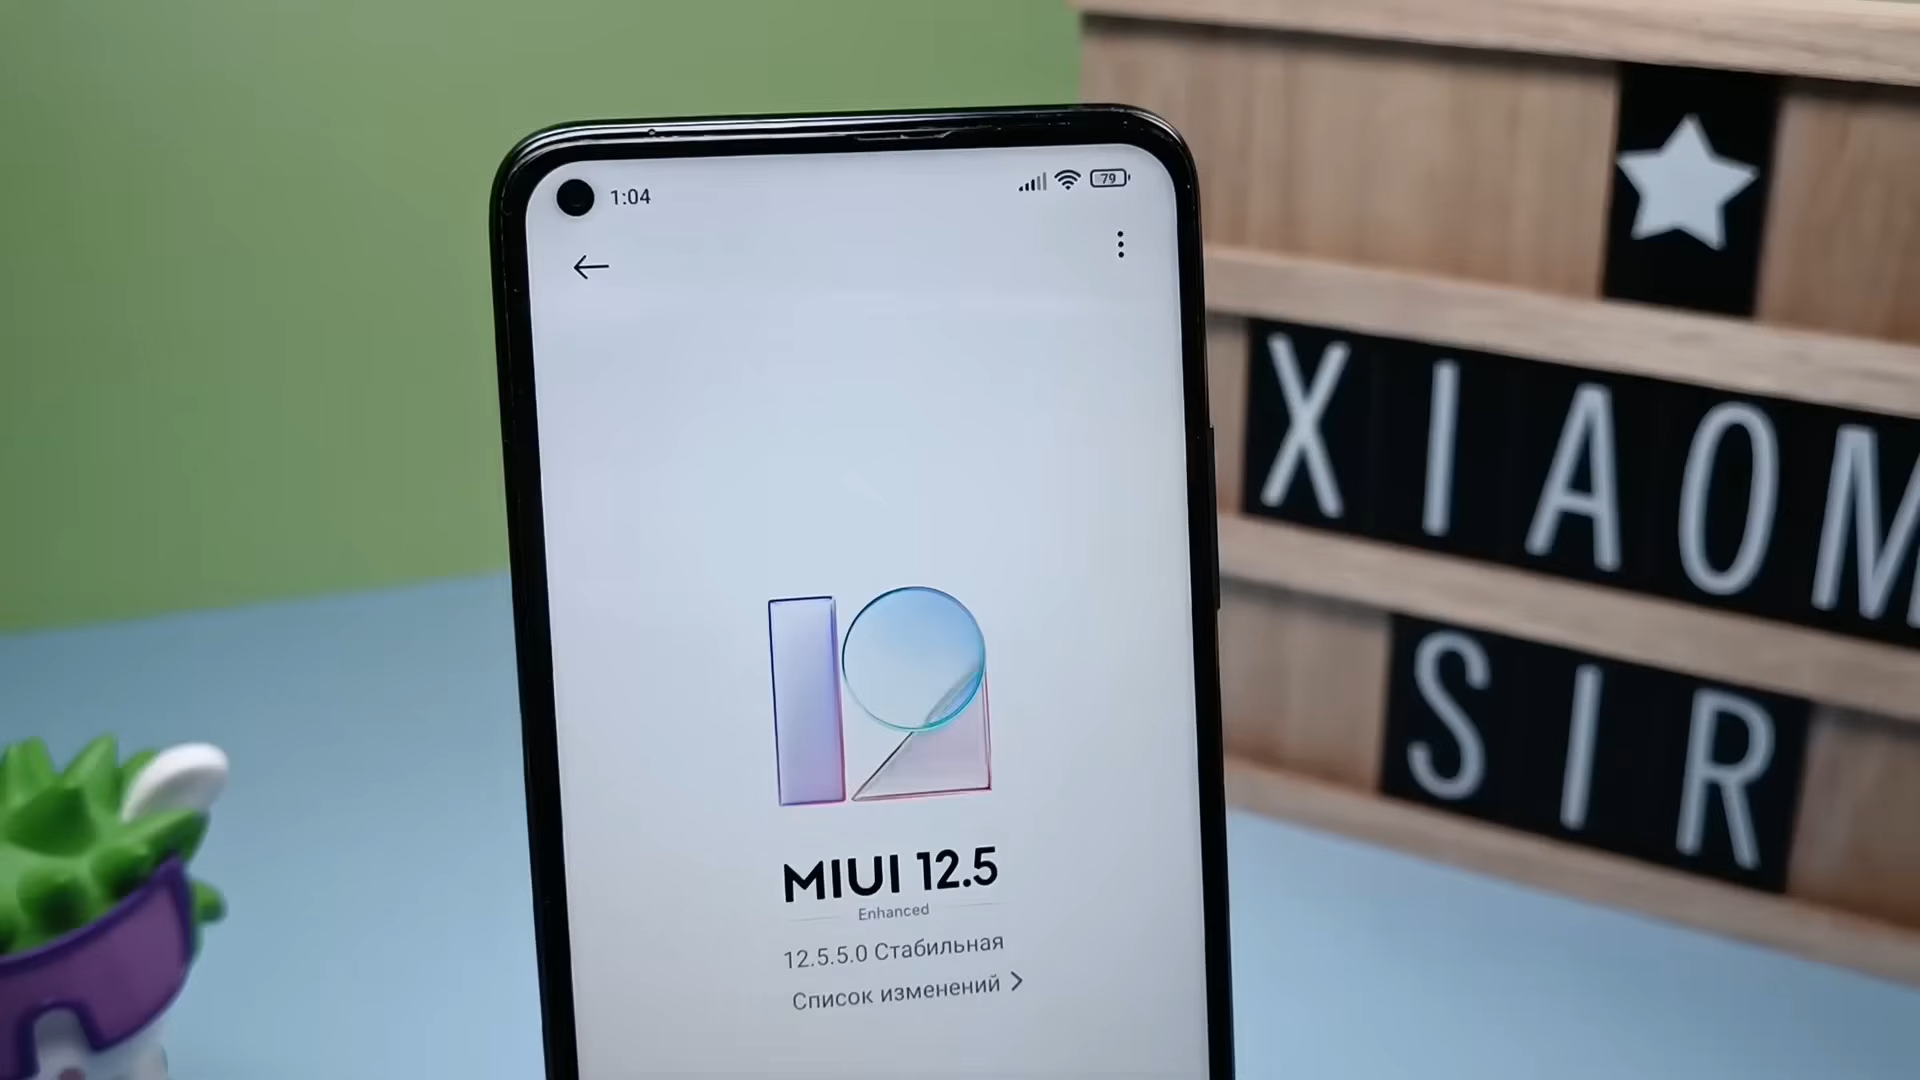 1:04
79
MIUI 12.5
Enhanced
12.5.5.0 Стабильная
Список изменений
XIAOM
SIR